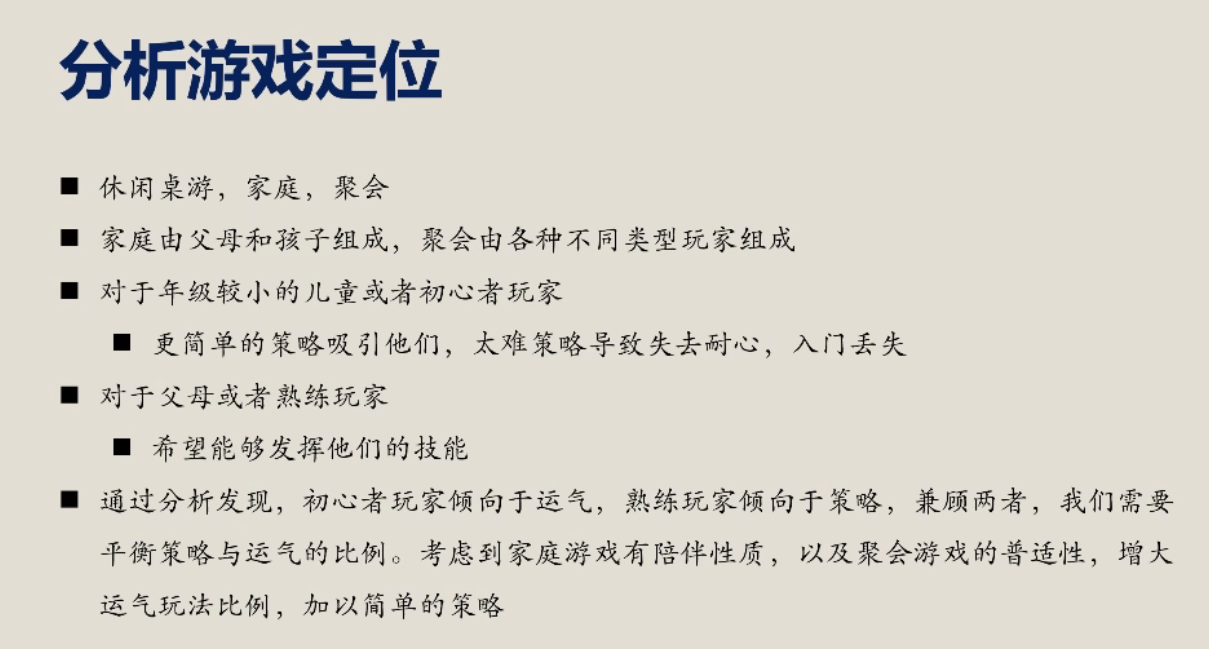 分析游戏定位
■ 休闲桌游，家庭，聚会
■ 家庭由父母和孩子组成，聚会由各种不同类型玩家组成
■ 对于年级较小的儿童或者初心者玩家
■ 更简单的策略吸引他们，太难策略导致失去耐心，入门丢失
■ 对于父母或者熟练玩家
■ 希望能够发挥他们的技能
■ 通过分析发现，初心者玩家倾向于运气，熟练玩家倾向于策略，兼顾两者，我们需要
平衡策略与运气的比例。考虑到家庭游戏有陪伴性质，以及聚会游戏的普适性，增大
运气玩法比例，加以简单的策略